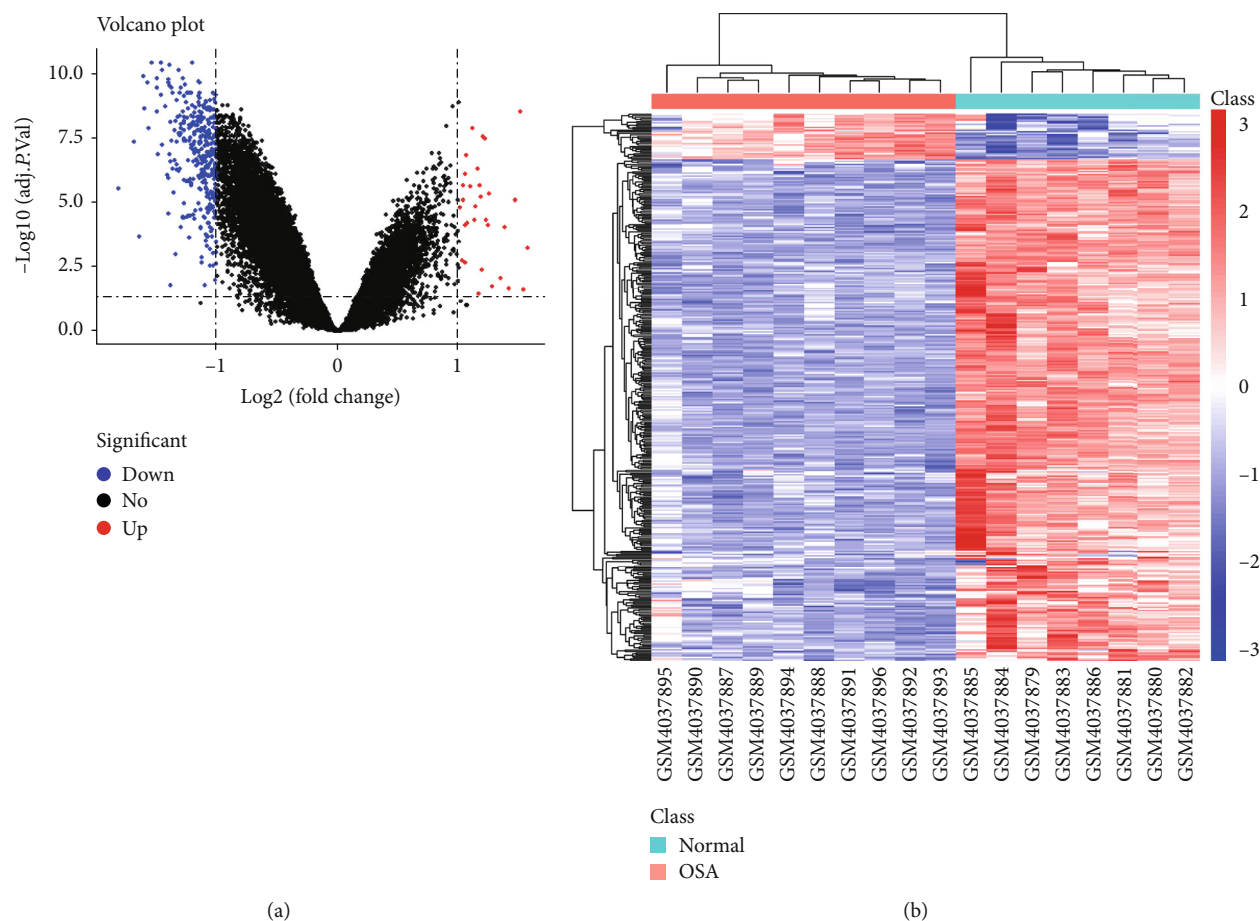 Volcano plot
10.0
7.5
5.0
2.5
0.0
−Log10 (adj.P.Val)
−1
0
1
Log2 (fold change)
Significant
Down
No
Up
(a)
Class
3
2
1
0
−1
−2
−3
GSM4037895
GSM4037890
GSM4037887
GSM4037889
GSM4037894
GSM4037888
GSM4037891
GSM4037896
GSM4037892
GSM4037893
GSM4037885
GSM4037884
GSM4037879
GSM4037883
GSM4037886
GSM4037881
GSM4037880
GSM4037882
Class
Normal
OSA
(b)